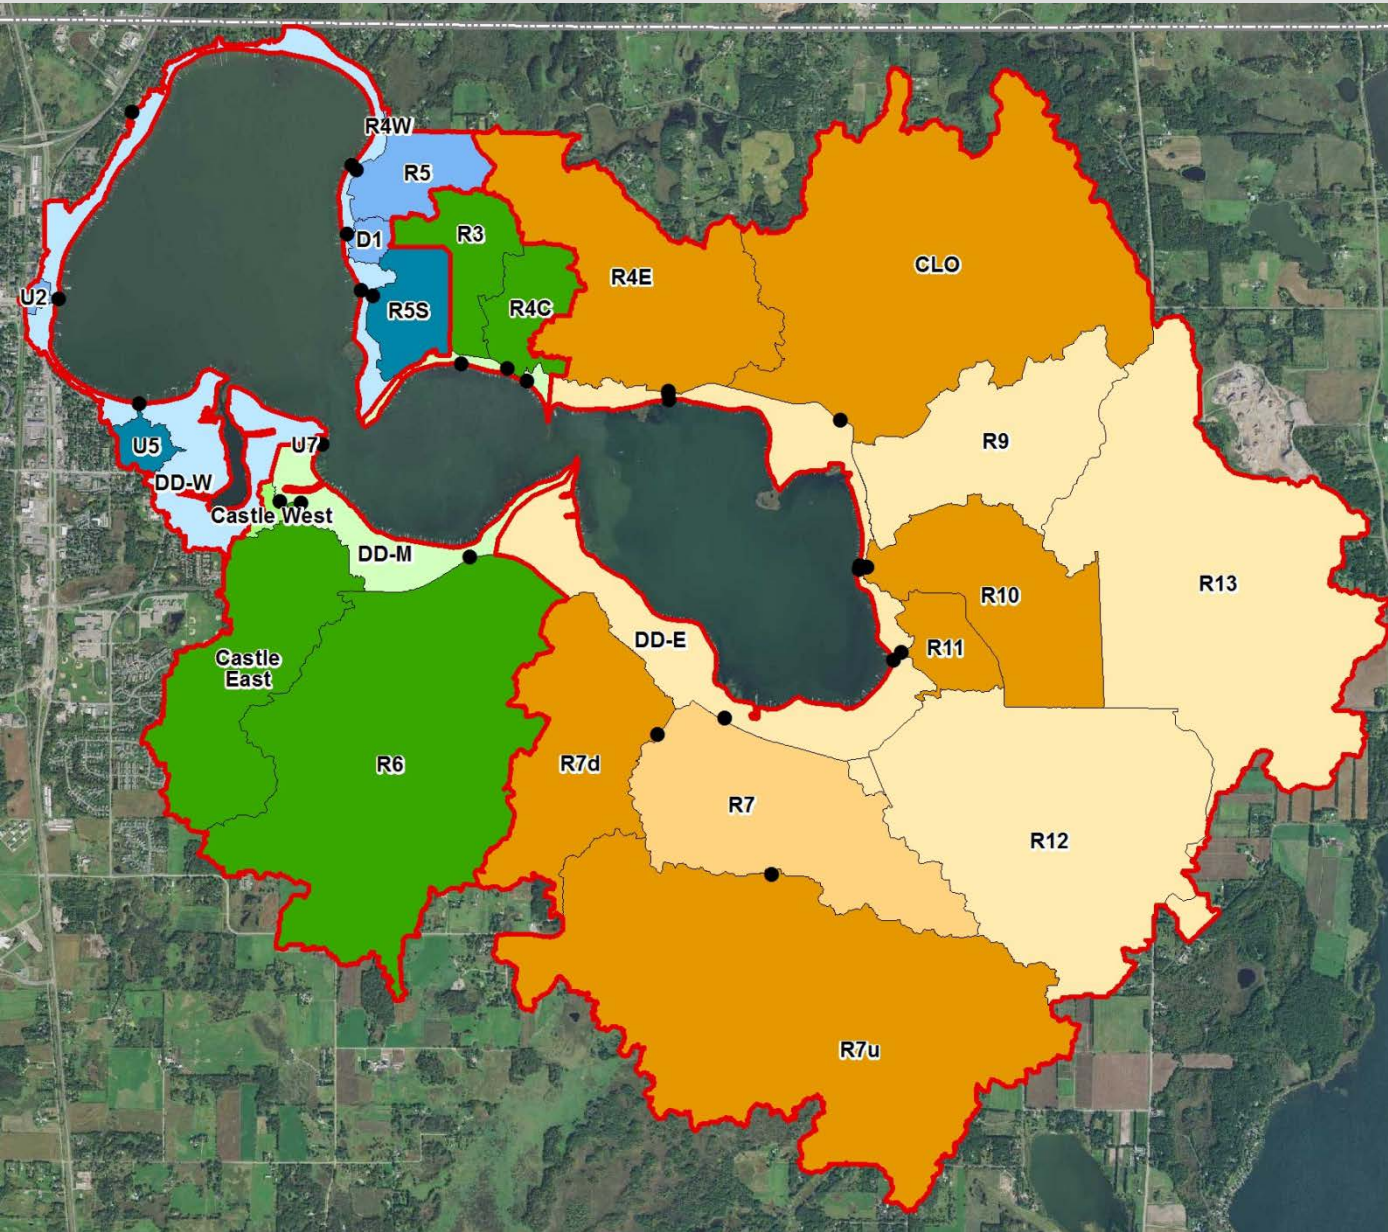 R4W
R5
D1
R3
U2
R5S
R4C
R4E
CLO
U5
U7
DD-W
R9
Castle West
DD-M
R13
R10
DD-E
R11
Castle
East
R6
R7d
R7
R12
R7u